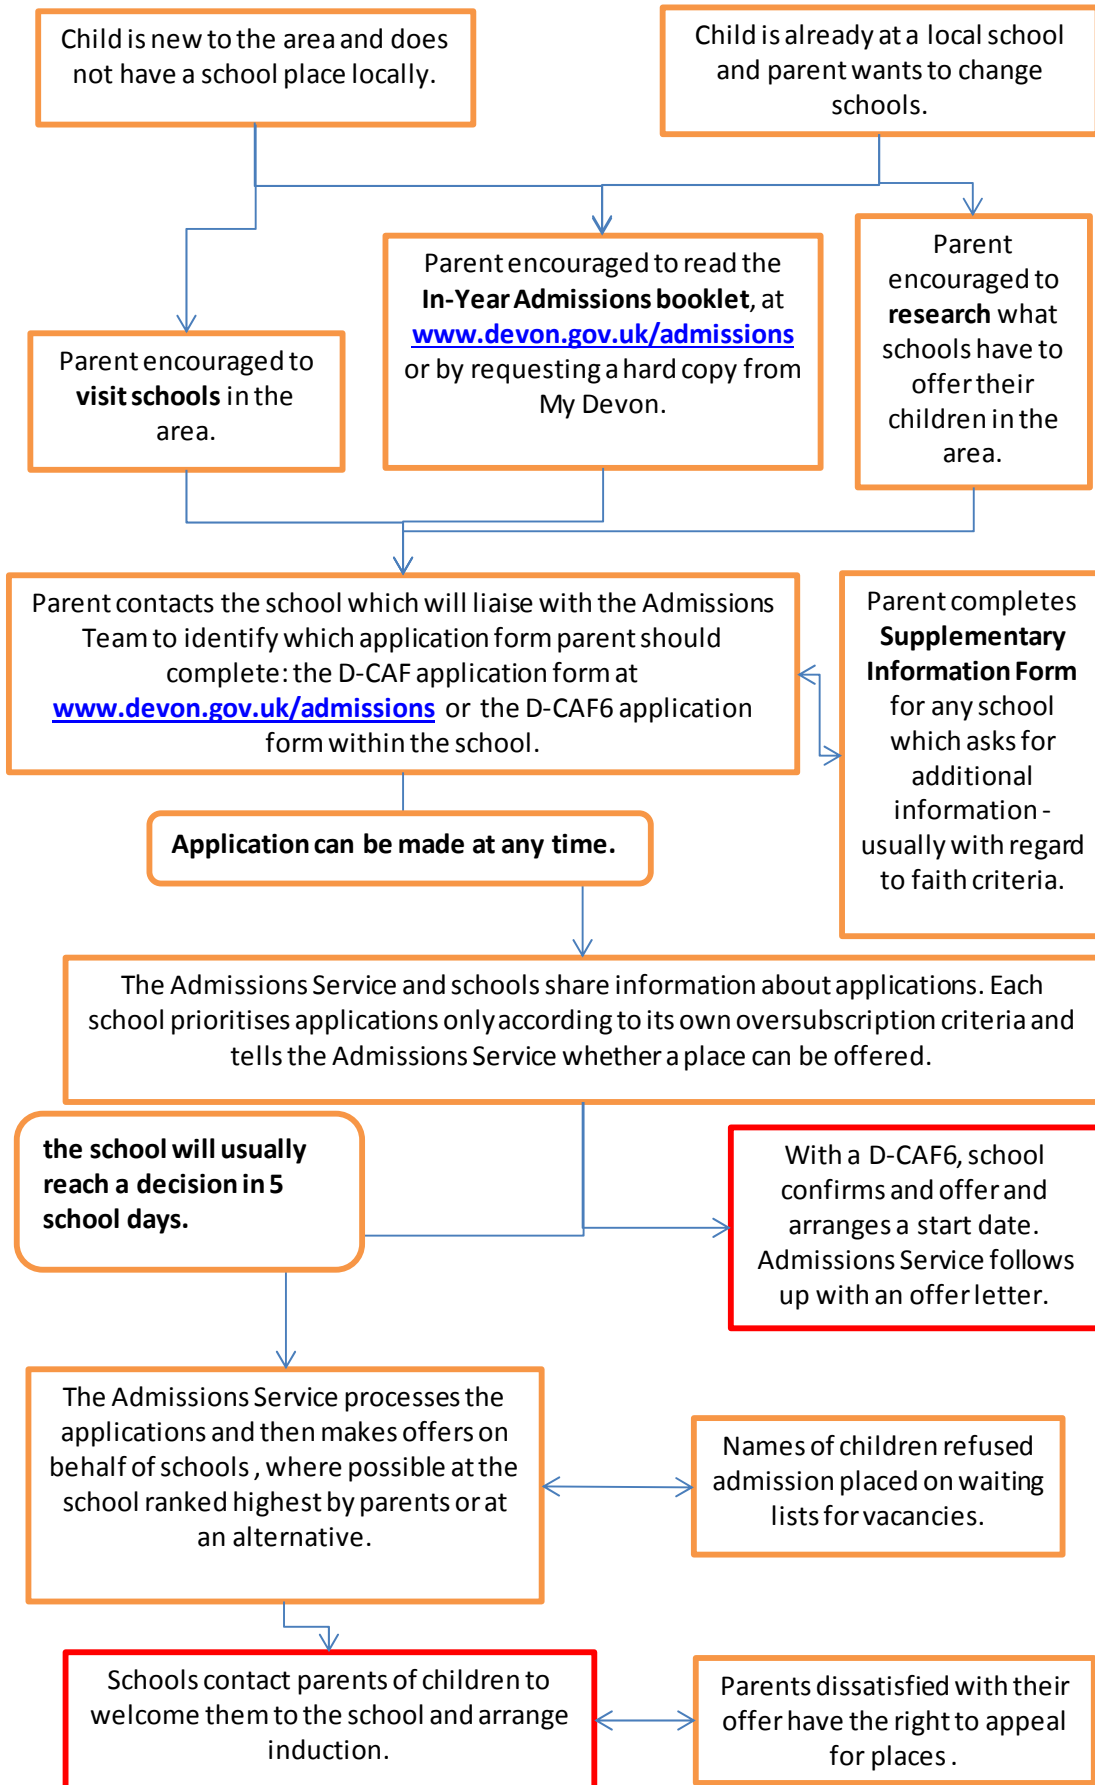 Child is new to the area and does
not have a school place locally.
Child is already at a local school
and parent wants to change
schools.
Parent encouraged to
visit schools in the
area.
Parent encouraged to read the
In-Year Admissions booklet, at
www.devon.gov.uk/admissions
or by requesting a hard copy from
My Devon.
Parent
encouraged to
research what
schools have to
offer their
children in the
area.
Parent contacts the school which will liaise with the Admissions
Team to identify which application form parent should
complete: the D-CAF application form at
www.devon.gov.uk/admissions or the D-CAF6 application
form within the school.
Parent completes
Supplementary
Information Form
for any school
which asks for
additional
information -
usually with regard
to faith criteria.
Application can be made at any time.
The Admissions Service and schools share information about applications. Each
school prioritises applications only according to its own oversubscription criteria and
tells the Admissions Service whether a place can be offered.
the school will usually
reach a decision in 5
school days.
With a D-CAF6, school
confirms and offer and
arranges a start date.
Admissions Service follows
up with an offer letter.
The Admissions Service processes the
applications and then makes offers on
behalf of schools , where possible at the
school ranked highest by parents or at
an alternative.
Names of children refused
admission placed on waiting
lists for vacancies.
Schools contact parents of children to
welcome them to the school and arrange
induction.
Parents dissatisfied with their
offer have the right to appeal
for places .